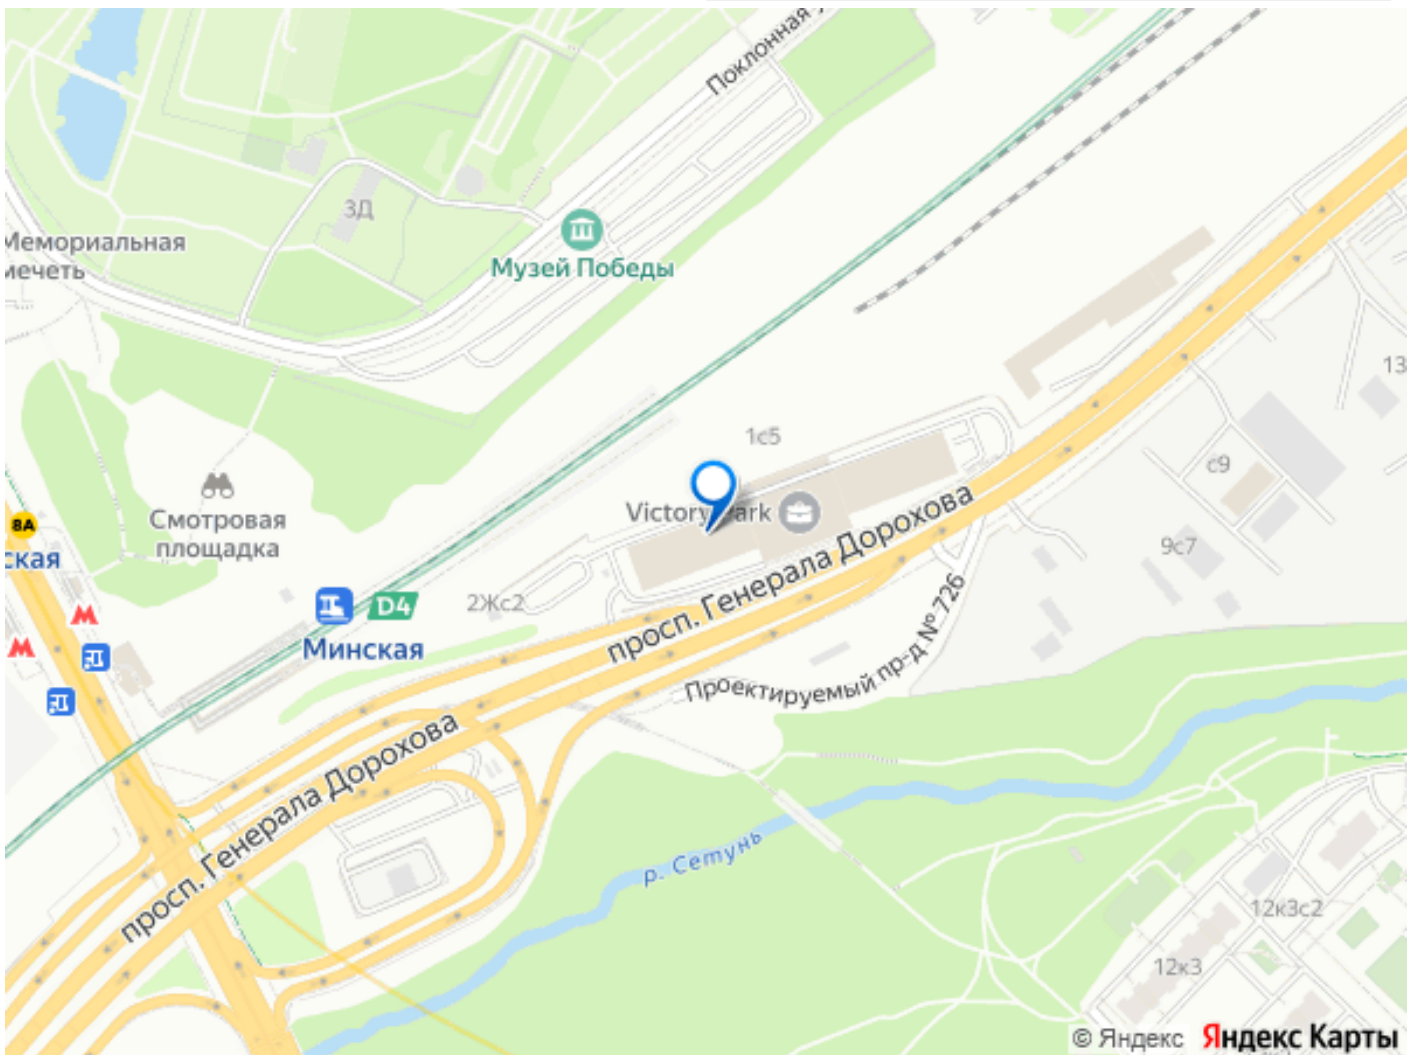 Поклонная
3Д
Мемориальная
мечеть
Музей Победы
13
1с5
с9
Смотровая
площадка
Victory Park
8А
ская
9с7
просп. Генерала Дорохова
D4
2Жс2
Минская
Проектируемый пр-д № 726
просп. Генерала Дорохова
р. Сетунь
12к3с2
12к3
© Яндекс Яндекс Карты